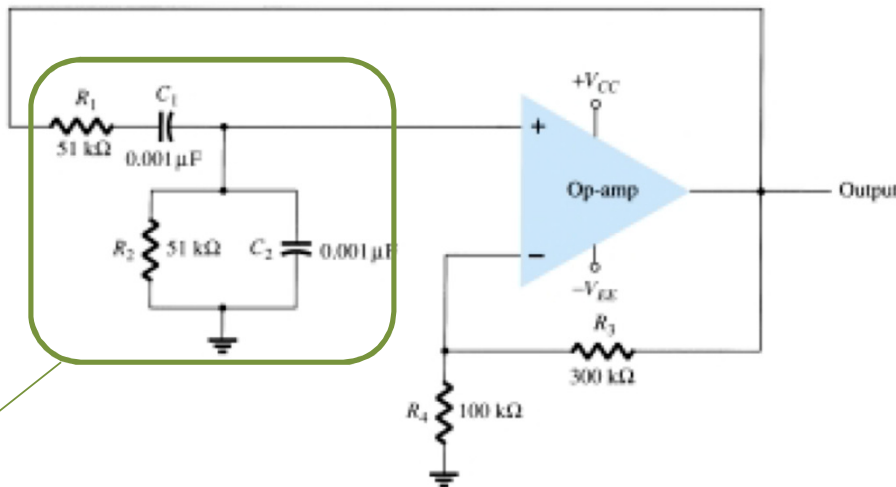 R1
C1
51 kΩ
0.001 μF
R2
51 kΩ
C2
0.001 μF
+VCC
+
Op-amp
Output
−
−VEE
R3
300 kΩ
R4
100 kΩ